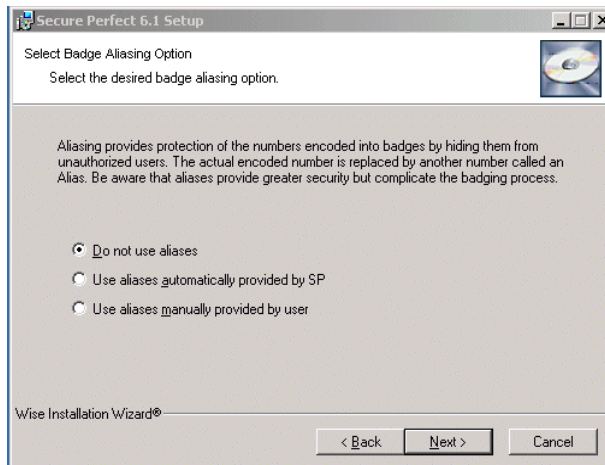 Secure Perfect 6.1 Setup
Select Badge Aliasing Option
Select the desired badge aliasing option.
Aliasing provides protection of the numbers encoded into badges by hiding them from
unauthorized users. The actual encoded number is replaced by another number called an
Alias. Be aware that aliases provide greater security but complicate the badging process.
Do not use aliases
Use aliases automatically provided by SP
Use aliases manually provided by user
Wise Installation Wizard®
< Back Next > Cancel